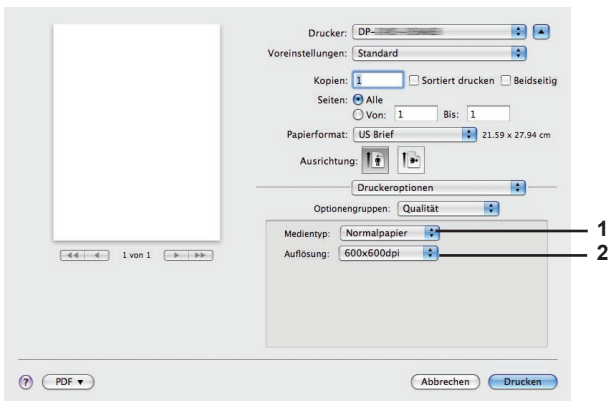 Drucker: DP-
Voreinstellungen: Standard
Kopien: 1 Sortiert drucken Beidseitig
Seiten: Alle
Von: 1 Bis: 1
Papierformat: US Brief 21.59 x 27.94 cm
Ausrichtung:
Druckeroptionen
Optionengruppen: Qualität
Medientyp: Normalpapier 1
1 von 1 Auflösung: 600x600dpi 2
? PDF Abbrechen Drucken